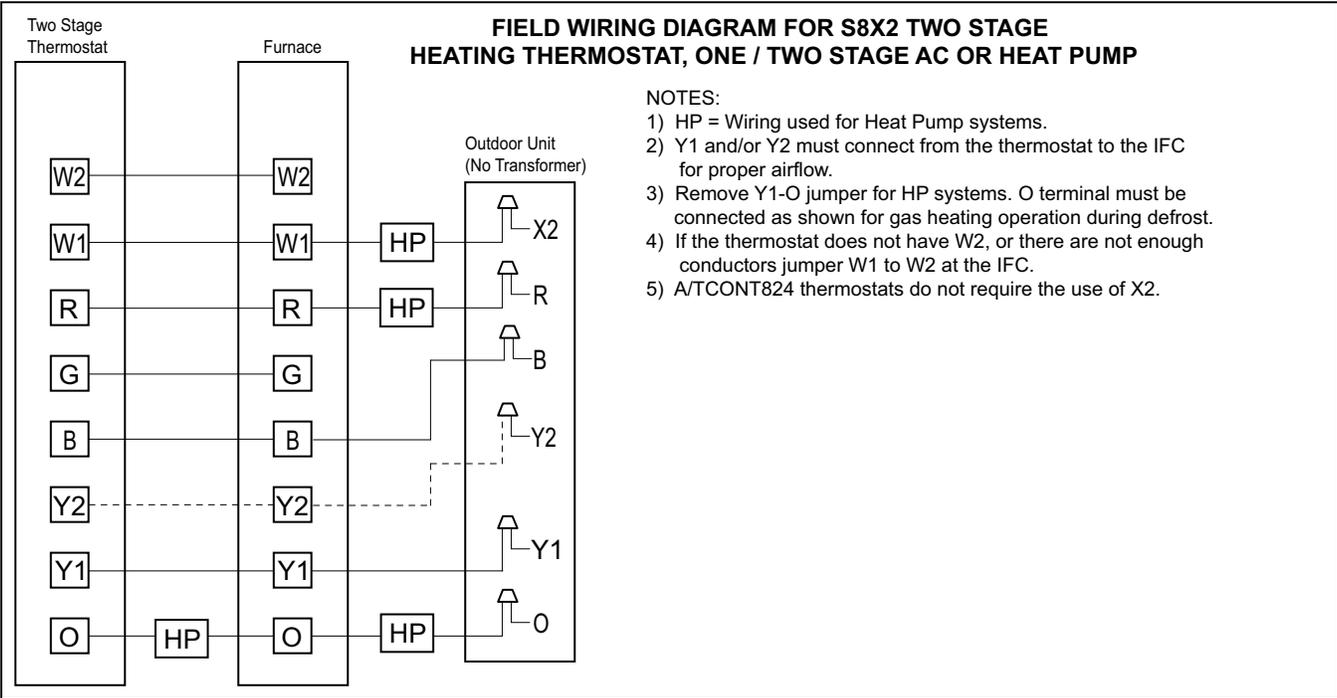 Two Stage
Thermostat
Furnace
FIELD WIRING DIAGRAM FOR S8X2 TWO STAGE
HEATING THERMOSTAT, ONE / TWO STAGE AC OR HEAT PUMP
NOTES:
1) HP = Wiring used for Heat Pump systems.
2) Y1 and/or Y2 must connect from the thermostat to the IFC
for proper airflow.
3) Remove Y1-O jumper for HP systems. O terminal must be
connected as shown for gas heating operation during defrost.
4) If the thermostat does not have W2, or there are not enough
conductors jumper W1 to W2 at the IFC.
5) A/TCONT824 thermostats do not require the use of X2.
Outdoor Unit
(No Transformer)
W2 W2
W1 W1 HP X2
R R HP R
G G
B B B
Y2 Y2 Y2
Y1 Y1 Y1
O HP O HP O